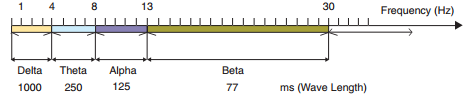 1 4 8 13 30 Frequency (Hz)
Delta Theta Alpha Beta
1000 250 125 77 ms (Wave Length)